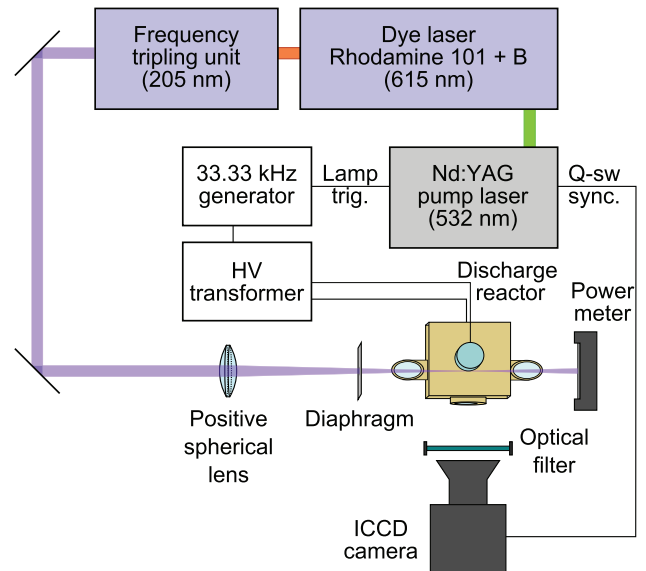 Frequency
tripling unit
(205 nm)
Dye laser
Rhodamine 101 + B
(615 nm)
33.33 kHz
generator
Lamp
trig.
Nd:YAG
pump laser
(532 nm)
Q-sw
sync.
HV
transformer
Discharge
reactor
Power
meter
Positive
spherical
lens
Diaphragm
Optical
filter
ICCD
camera